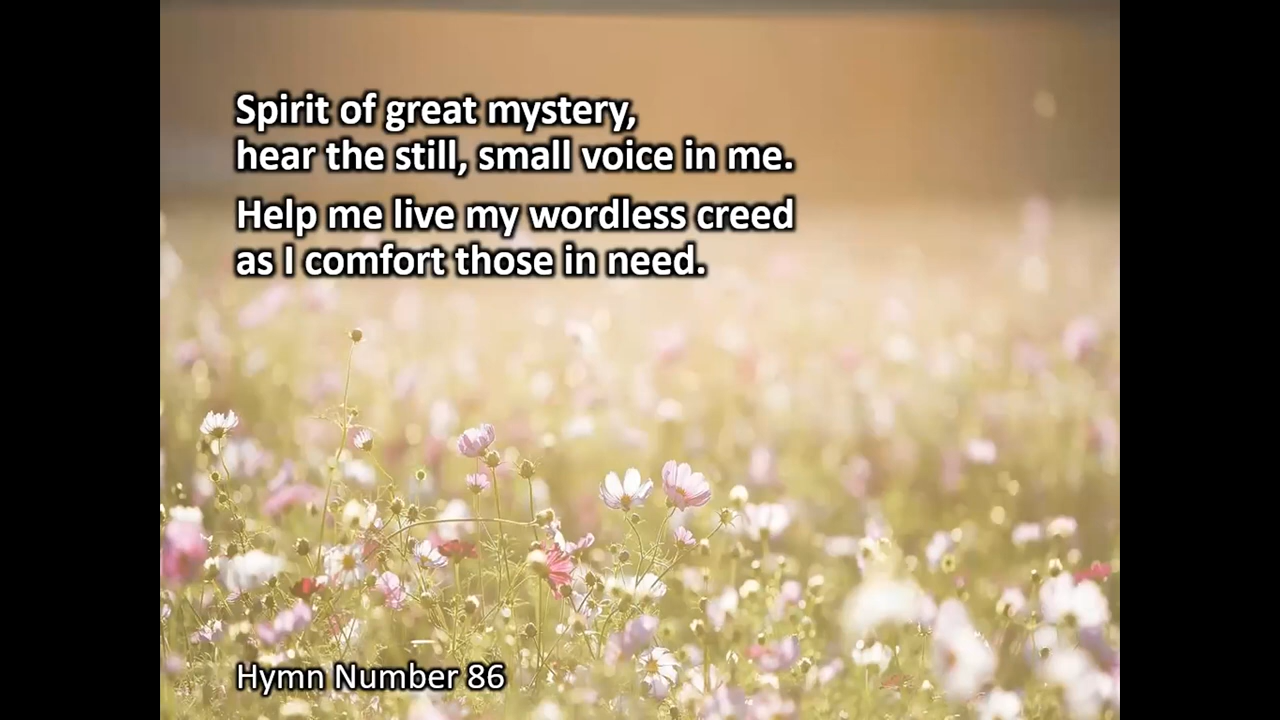 Spirit of great mystery,
hear the still, small voice in me.
Help me live my wordless creed
as I comfort those in need.
Hymn Number 86